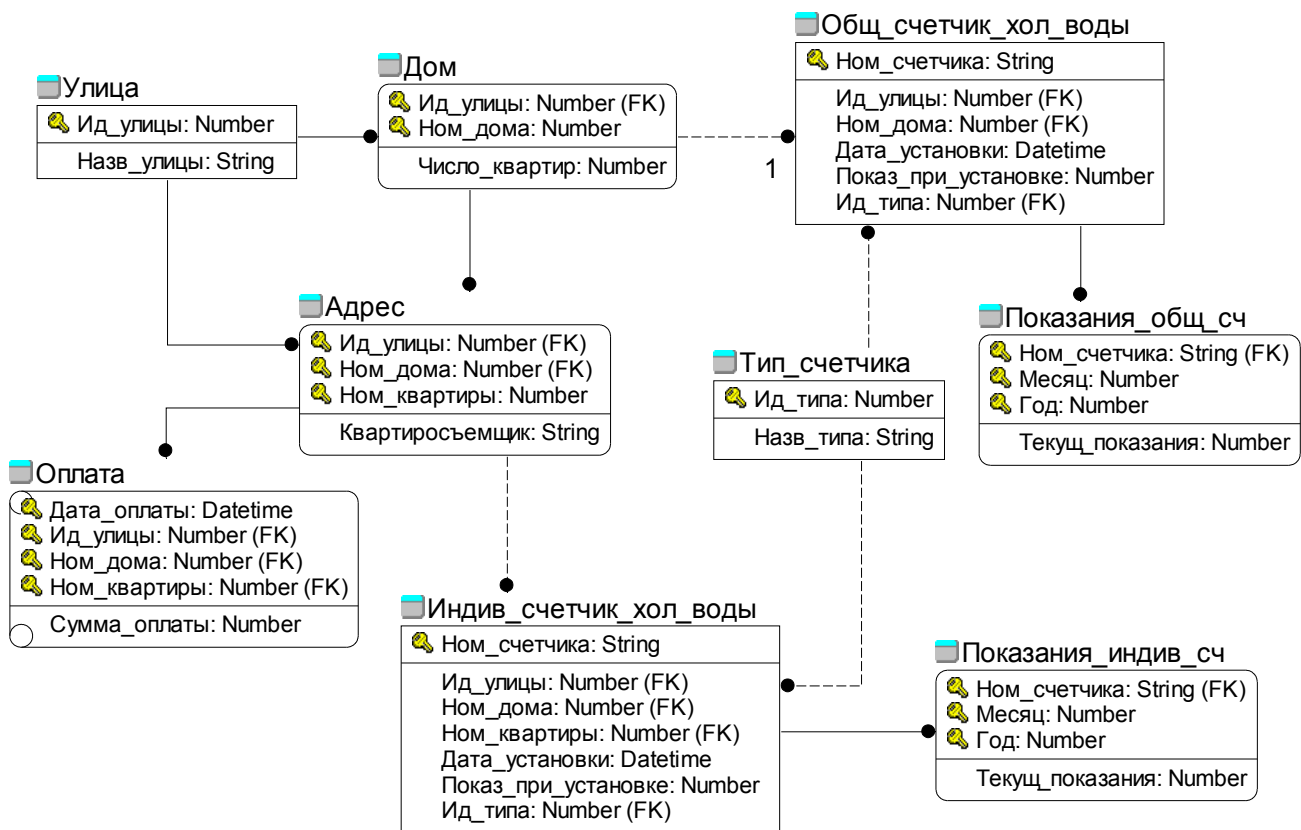 Улица
Ид_улицы: Number
Назв_улицы: String
Дом
Ид_улицы: Number (FK)
Ном_дома: Number
Число_квартир: Number
1
Общ_счетчик_хол_воды
Ном_счетчика: String
Ид_улицы: Number (FK)
Ном_дома: Number (FK)
Дата_установки: Datetime
Показ_при_установке: Number
Ид_типа: Number (FK)
Адрес
Ид_улицы: Number (FK)
Ном_дома: Number (FK)
Ном_квартиры: Number
Квартиросъемщик: String
Тип_счетчика
Ид_типа: Number
Назв_типа: String
Показания_общ_сч
Ном_счетчика: String (FK)
Месяц: Number
Год: Number
Текущ_показания: Number
Оплата
Дата_оплаты: Datetime
Ид_улицы: Number (FK)
Ном_дома: Number (FK)
Ном_квартиры: Number (FK)
Сумма_оплаты: Number
Индив_счетчик_хол_воды
Ном_счетчика: String
Ид_улицы: Number (FK)
Ном_дома: Number (FK)
Ном_квартиры: Number (FK)
Дата_установки: Datetime
Показ_при_установке: Number
Ид_типа: Number (FK)
Показания_индив_сч
Ном_счетчика: String (FK)
Месяц: Number
Год: Number
Текущ_показания: Number